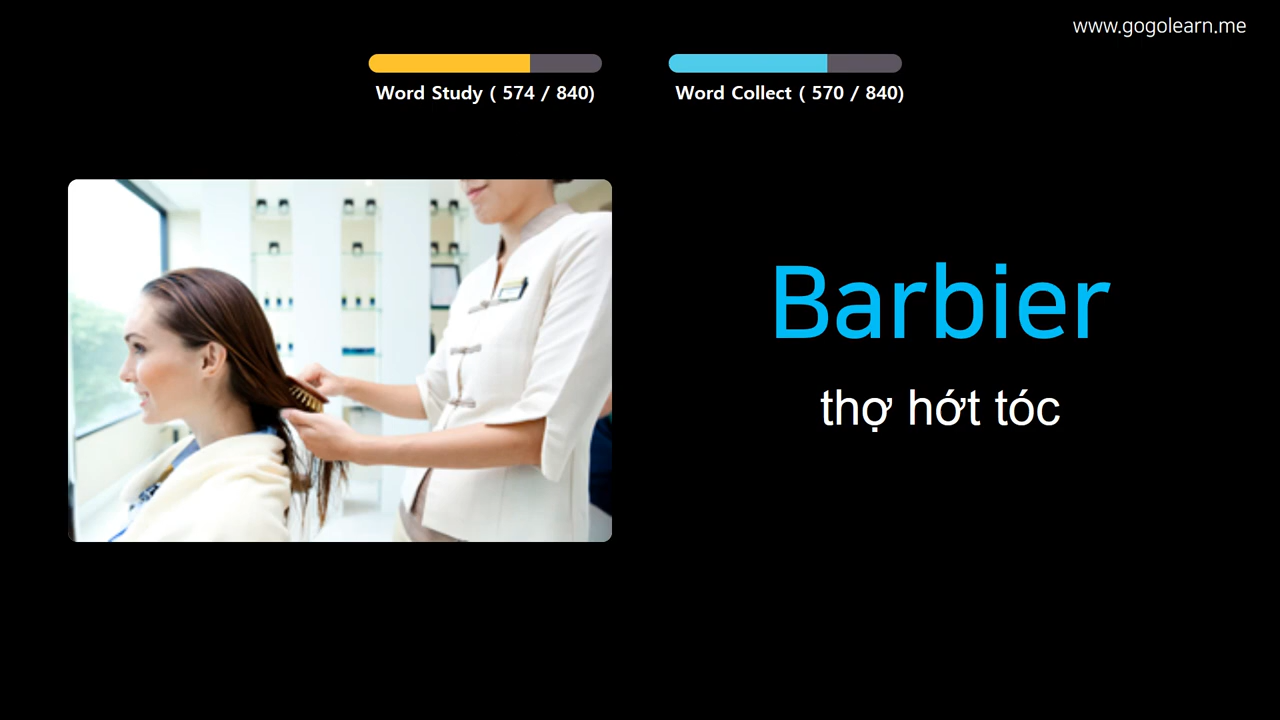 www.gogolearn.me
Word Study ( 574 / 840)
Word Collect ( 570 / 840)
Barbier
thợ hớt tóc